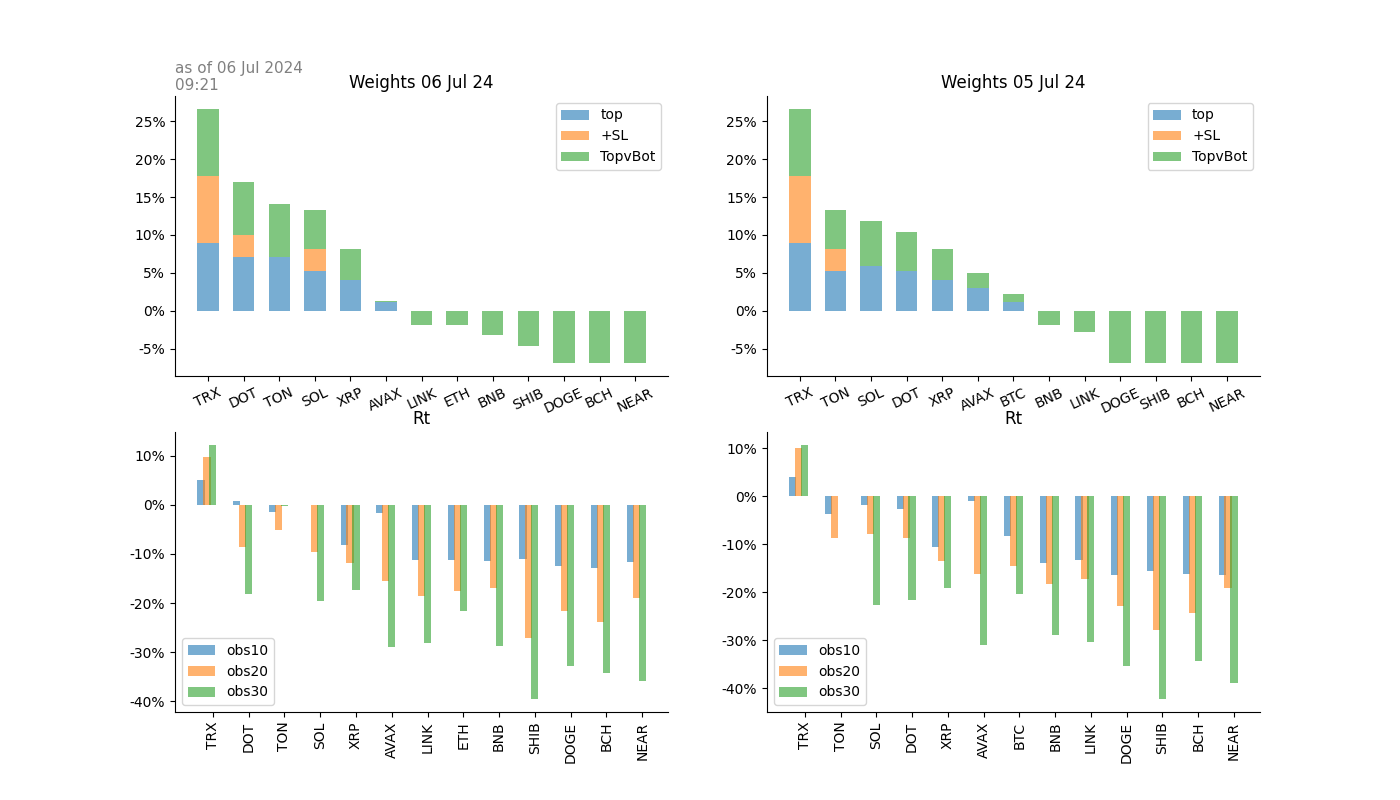 as of 06 Jul 2024
09:21
Weights 06 Jul 24
25%
20%
15%
10%
5%
0%
-5%
top
+SL
TopvBot
TRX DOT TON SOL XRP AVAX LINK ETH BNB SHIB DOGE BCH NEAR
Weights 05 Jul 24
25%
20%
15%
10%
5%
0%
-5%
top
+SL
TopvBot
TRX TON SOL DOT XRP AVAX BTC BNB LINK DOGE SHIB BCH NEAR
Rt
10%
0%
-10%
-20%
-30%
-40%
obs10
obs20
obs30
TRX DOT TON SOL XRP AVAX LINK ETH BNB SHIB DOGE BCH NEAR
Rt
10%
0%
-10%
-20%
-30%
-40%
obs10
obs20
obs30
TRX TON SOL DOT XRP AVAX BTC BNB LINK DOGE SHIB BCH NEAR